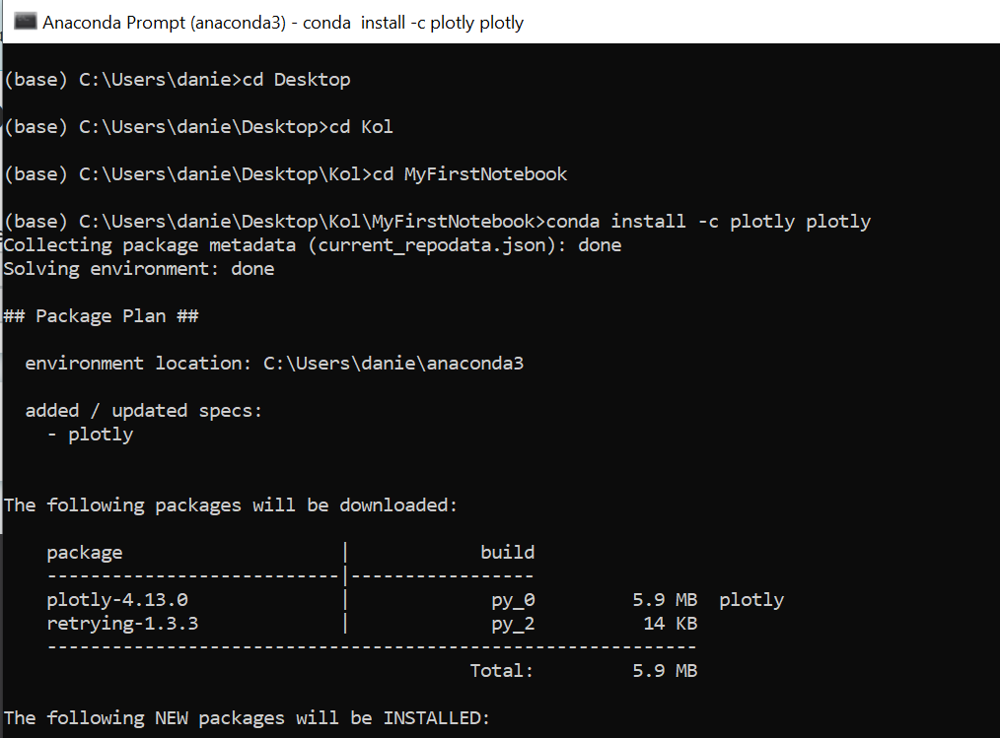 Anaconda Prompt (anaconda3) - conda  install -c plotly plotly
(base) C:\Users\danie>cd Desktop
(base) C:\Users\danie\Desktop>cd Kol
(base) C:\Users\danie\Desktop\Kol>cd MyFirstNotebook
(base) C:\Users\danie\Desktop\Kol\MyFirstNotebook>conda install -c plotly plotly
Collecting package metadata (current_repodata.json): done
Solving environment: done
## Package Plan ##
  environment location: C:\Users\danie\anaconda3
  added / updated specs:
    - plotly
The following packages will be downloaded:
    package                    |            build
    ---------------------------|-----------------
    plotly-4.13.0              |             py_0         5.9 MB  plotly
    retrying-1.3.3             |             py_2          14 KB
    ------------------------------------------------------------
                                           Total:         5.9 MB
The following NEW packages will be INSTALLED: